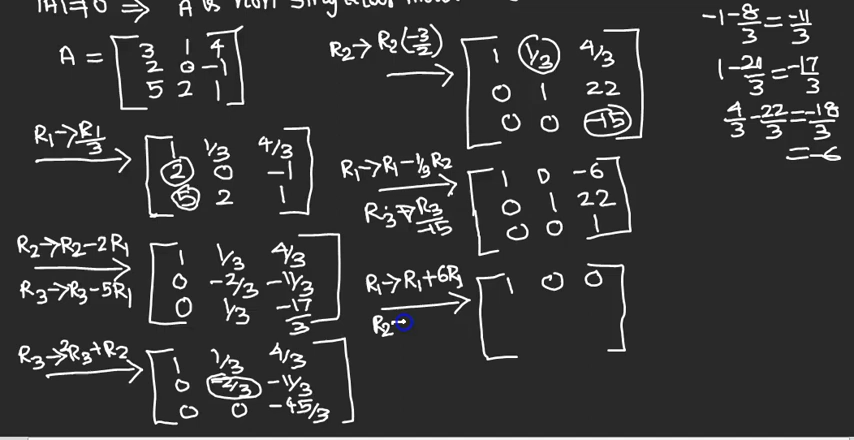 |A| ≠ 0 ⇒ A is non singular
A = [3 1 4
2 0 -1
5 2 1]
R1→R1/3
[1 1/3 4/3
2 0 -1
5 2 1]
R2→R2-2R1
R3→R3-5R1
[1 1/3 4/3
0 -2/3 -11/3
0 1/3 -17/3]
R3→2R3+R2
[1 1/3 4/3
0 -2/3 -11/3
0 0 -45/3]
R2→R2(-3/2)
[1 1/3 4/3
0 1 22
0 0 -15]
R1→R1-1/3R2
R3→R3/-15
[1 0 -6
0 1 22
0 0 1]
R1→R1+6R3
R2→
[1 0 0
]
-1-8/3=-11/3
1-20/3=-17/3
4/3-22/3=-18/3
=-6